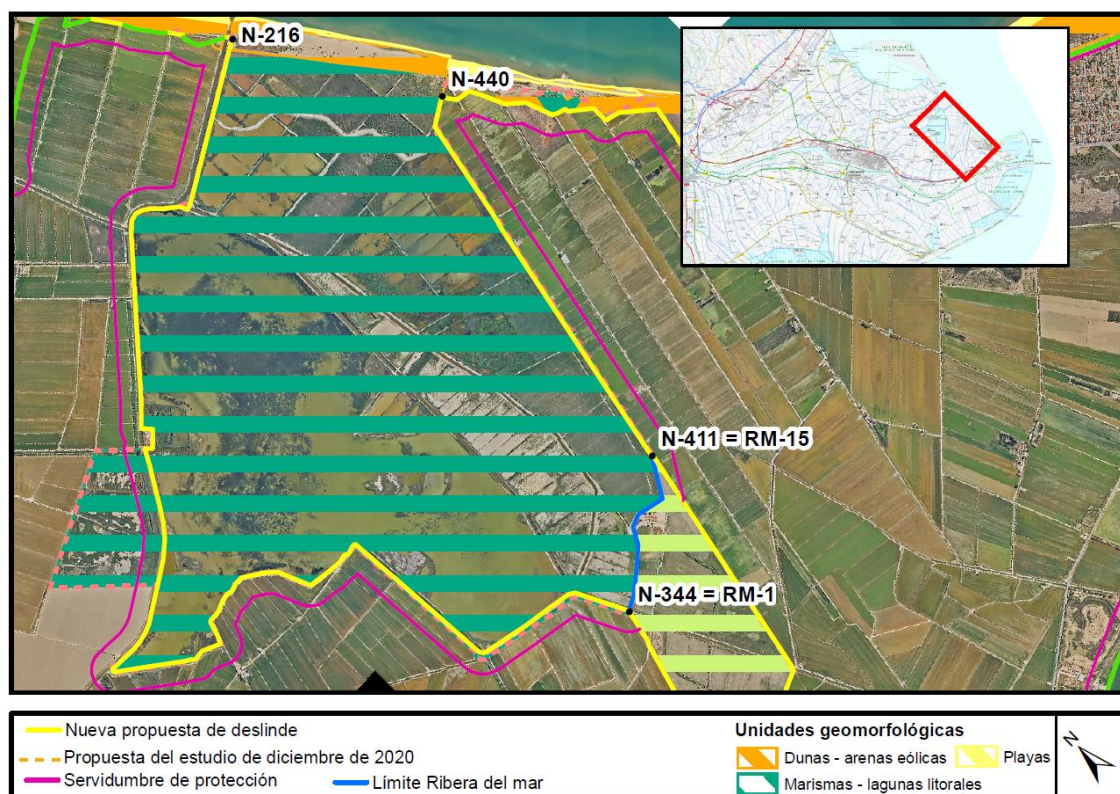 N-216
N-440
N-411 = RM-15
N-344 = RM-1
Nueva propuesta de deslinde
Propuesta del estudio de diciembre de 2020
Servidumbre de protección
Límite Ribera del mar
Unidades geomorfológicas
Dunas - arenas eólicas
Playas
Marismas - lagunas litorales
N